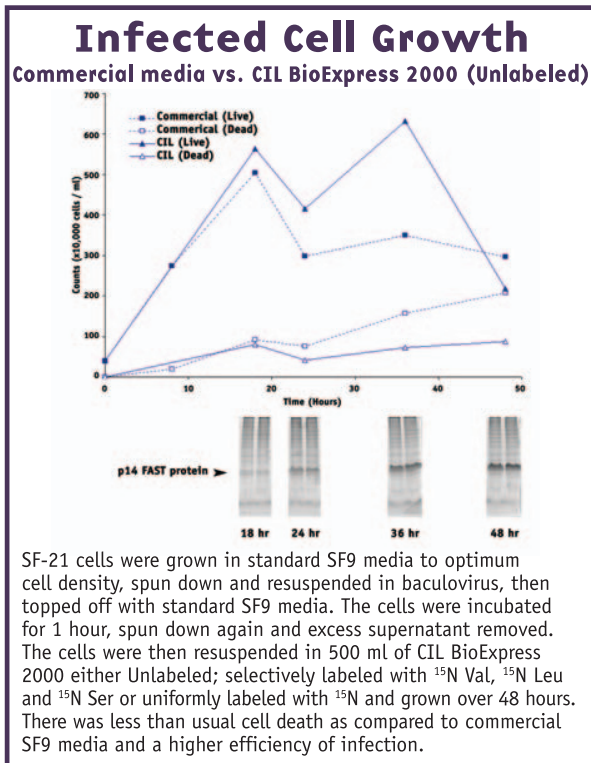 Infected Cell Growth
Commercial media vs. CIL BioExpress 2000 (Unlabeled)
700
600
500
400
300
200
100
0
Counts (x10,000 cells / ml)
Commercial (Live)
Commerical (Dead)
CIL (Live)
CIL (Dead)
0 10 20 30 40 50
Time (Hours)
p14 FAST protein
18 hr 24 hr 36 hr 48 hr
SF-21 cells were grown in standard SF9 media to optimum
cell density, spun down and resuspended in baculovirus, then
topped off with standard SF9 media. The cells were incubated
for 1 hour, spun down again and excess supernatant removed.
The cells were then resuspended in 500 ml of CIL BioExpress
2000 either Unlabeled; selectively labeled with ¹⁵N Val, ¹⁵N Leu
and ¹⁵N Ser or uniformly labeled with ¹⁵N and grown over 48 hours.
There was less than usual cell death as compared to commercial
SF9 media and a higher efficiency of infection.